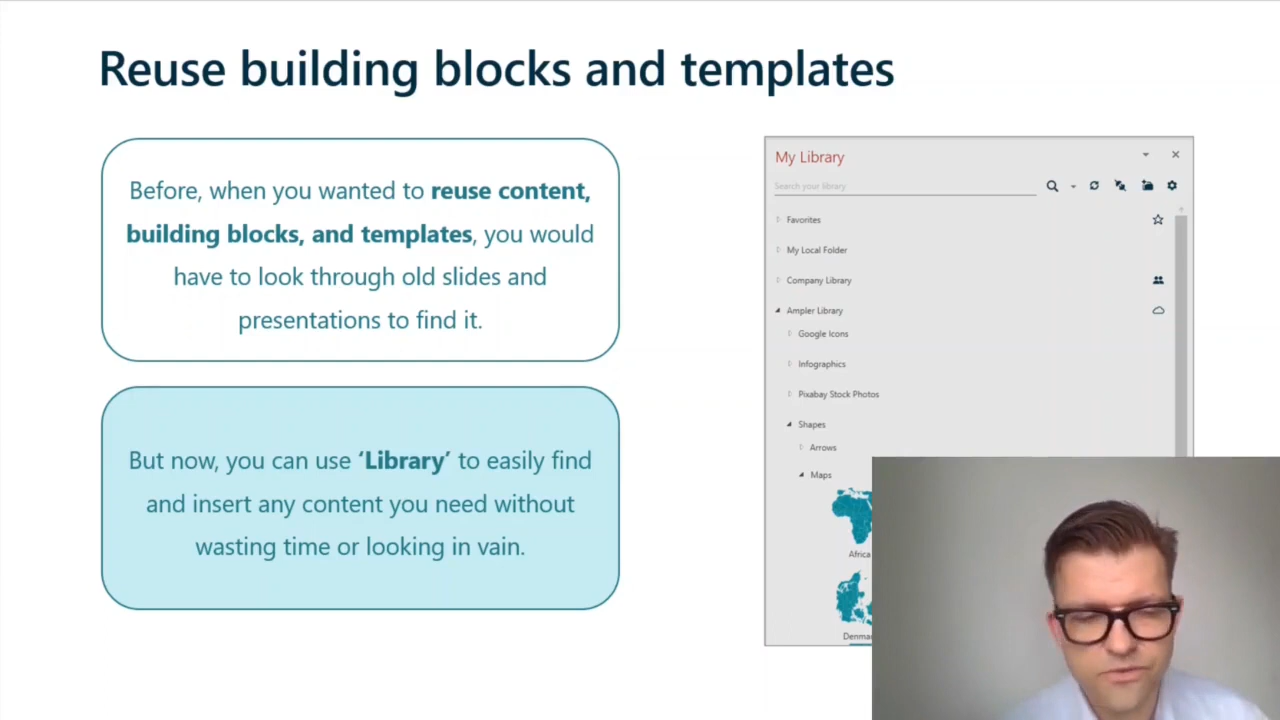 Reuse building blocks and templates
Before, when you wanted to reuse content,
building blocks, and templates, you would
have to look through old slides and
presentations to find it.
But now, you can use ‘Library’ to easily find
and insert any content you need without
wasting time or looking in vain.
My Library
Search your library
Favorites
My Local Folder
Company Library
Ampler Library
Google Icons
Infographics
Pixabay Stock Photos
Shapes
Arrows
Maps
Africa